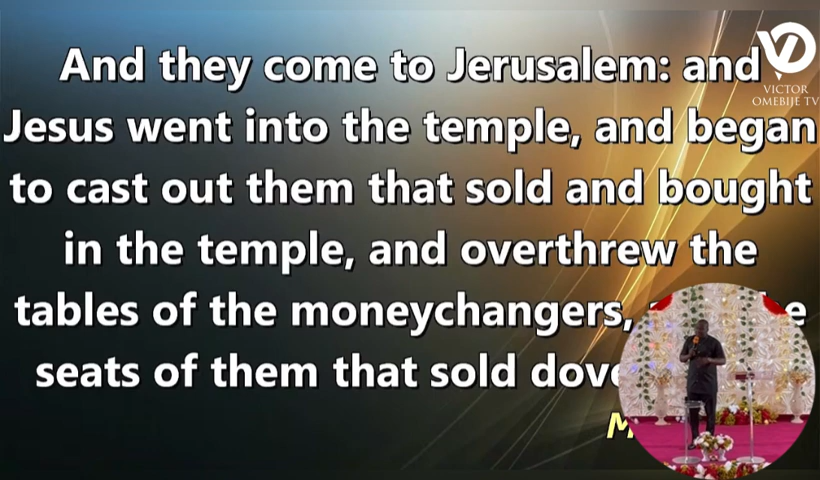 And they come to Jerusalem: and
Jesus went into the temple, and began
to cast out them that sold and bought
in the temple, and overthrew the
tables of the moneychangers,
seats of them that sold
VICTOR
OMEBIJE TV